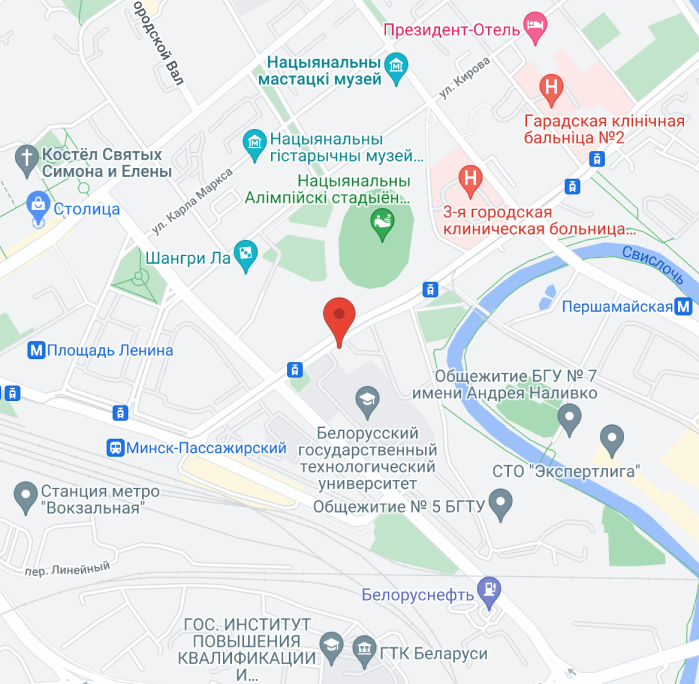 ородской Вал
Президент-Отель
Нацыянальны
мастацкі музей
ул. Кирова
Гарадская клінічная
бальніца №2
Костёл Святых
Симона и Елены
Нацыянальны
гістарычны музей...
Нацыянальны
Алімпійскі стадыён...
3-я городская
клиническая больница...
Столица
ул. Карла Маркса
Шангри Ла
Свислочь
Першамайская
Площадь Ленина
Общежитие БГУ № 7
имени Андрея Наливко
Минск-Пассажирский
Белорусский
государственный
технологический
университет
СТО "Экспертлига"
Станция метро
"Вокзальная"
Общежитие № 5 БГТУ
пер. Линейный
Белоруснефть
ГОС. ИНСТИТУТ
ПОВЫШЕНИЯ
КВАЛИФИКАЦИИ
И...
ГТК Беларуси